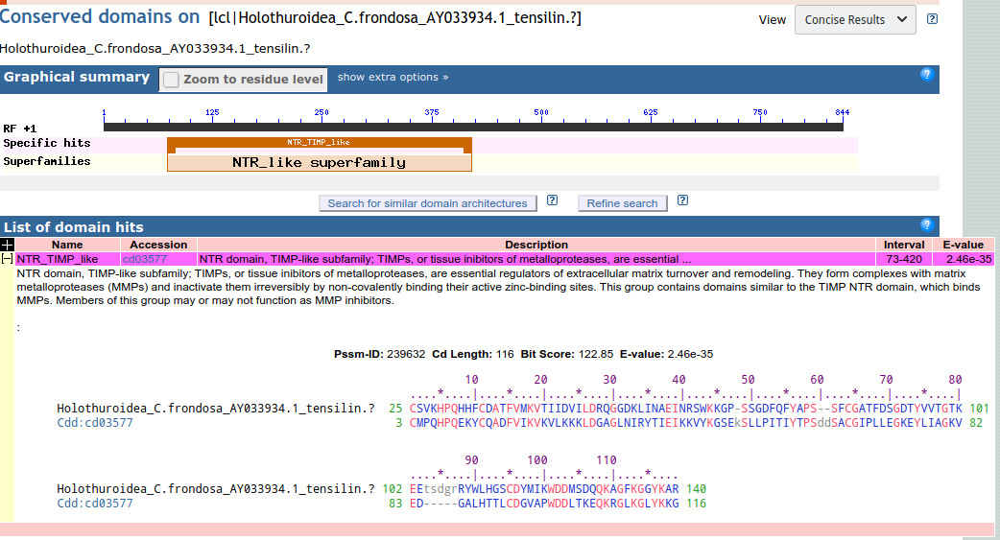 Conserved domains on [lcl|Holothuroidea_C.frondosa_AY033934.1_tensilin.?]
View Concise Results ?
Holothuroidea_C.frondosa_AY033934.1_tensilin.?
Graphical summary Zoom to residue level show extra options » ?
1 125 250 375 500 625 750 844
RF +1
Specific hits NTR_TIMP_like
Superfamilies NTR_like superfamily
Search for similar domain architectures ? Refine search ?
List of domain hits ?
+ Name Accession Description Interval E-value
[-] NTR_TIMP_like cd03577 NTR domain, TIMP-like subfamily; TIMPs, or tissue inibitors of metalloproteases, are essential ... 73-420 2.46e-35
NTR domain, TIMP-like subfamily; TIMPs, or tissue inibitors of metalloproteases, are essential regulators of extracellular matrix turnover and remodeling. They form complexes with matrix
metalloproteases (MMPs) and inactivate them irreversibly by non-covalently binding their active zinc-binding sites. This group contains domains similar to the TIMP NTR domain, which binds
MMPs. Members of this group may or may not function as MMP inhibitors.
:
Pssm-ID: 239632 Cd Length: 116 Bit Score: 122.85 E-value: 2.46e-35
10 20 30 40 50 60 70 80
....*....|....*....|....*....|....*....|....*....|....*....|....*....|....*....|
Holothuroidea_C.frondosa_AY033934.1_tensilin.? 25 CSVKHPQHHFCDATFVMKVTIIDVILDRQGGDKLINAEINRSWKKGP-SSGDFQFYAPS--SSFCGATFDSGDTYVVTGTK 101
Cdd:cd03577 3 CMPQHPQEKYCQADFVIKVKVLKKKLDGAGLNIRYTIEIKKVYKGSEkSLLPITIYTPSddSACGIPLLEGKEYLIAGKV 82
90 100 110
....*....|....*....|....*....|....*....
Holothuroidea_C.frondosa_AY033934.1_tensilin.? 102 EEtsdgrRYWLHGSCDYMIKWDDMSDQQKAGFKGGYKAR 140
Cdd:cd03577 83 ED-----GALHTTLCDGVAPWDDLTKEQKRGLKGLYKKG 116